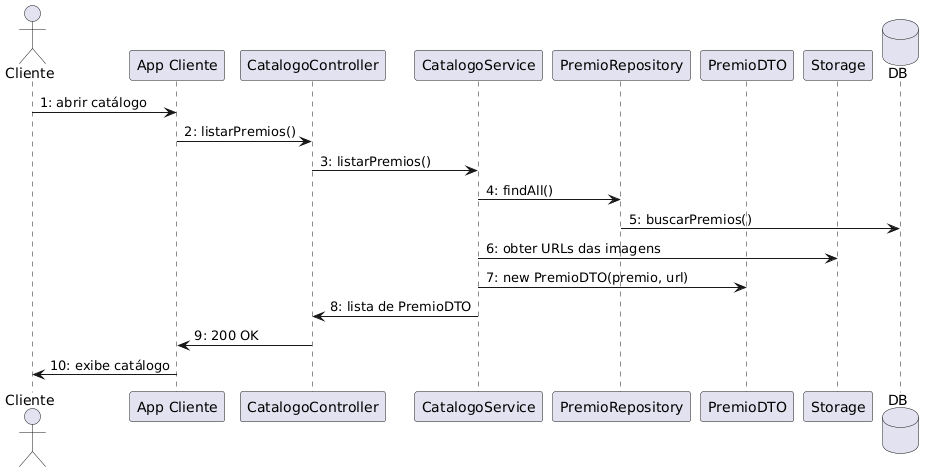 Cliente
App Cliente
CatalogoController
CatalogoService
PremioRepository
PremioDTO
Storage
DB
1: abrir catálogo
2: listarPremios()
3: listarPremios()
4: findAll()
5: buscarPremios()
6: obter URLs das imagens
7: new PremioDTO(premio, url)
8: lista de PremioDTO
9: 200 OK
10: exibe catálogo
Cliente
App Cliente
CatalogoController
CatalogoService
PremioRepository
PremioDTO
Storage
DB